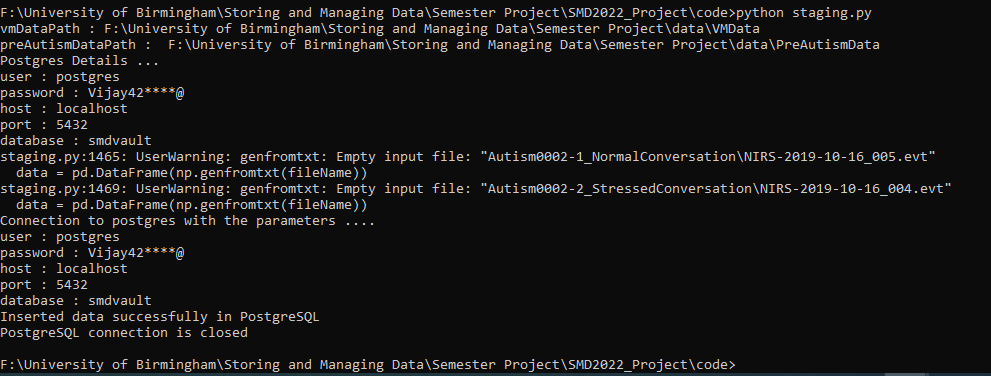 F:\University of Birmingham\Storing and Managing Data\Semester Project\SMD2022_Project\code>python staging.py
vmDataPath : F:\University of Birmingham\Storing and Managing Data\Semester Project\data\VMData
preAutismDataPath :  F:\University of Birmingham\Storing and Managing Data\Semester Project\data\PreAutismData
Postgres Details ...
user : postgres
password : Vijay42****@
host : localhost
port : 5432
database : smdvault
staging.py:1465: UserWarning: genfromtxt: Empty input file: "Autism0002-1_NormalConversation\NIRS-2019-10-16_005.evt"
  data = pd.DataFrame(np.genfromtxt(fileName))
staging.py:1469: UserWarning: genfromtxt: Empty input file: "Autism0002-2_StressedConversation\NIRS-2019-10-16_004.evt"
  data = pd.DataFrame(np.genfromtxt(fileName))
Connection to postgres with the parameters ....
user : postgres
password : Vijay42****@
host : localhost
port : 5432
database : smdvault
Inserted data successfully in PostgreSQL
PostgreSQL connection is closed
F:\University of Birmingham\Storing and Managing Data\Semester Project\SMD2022_Project\code>